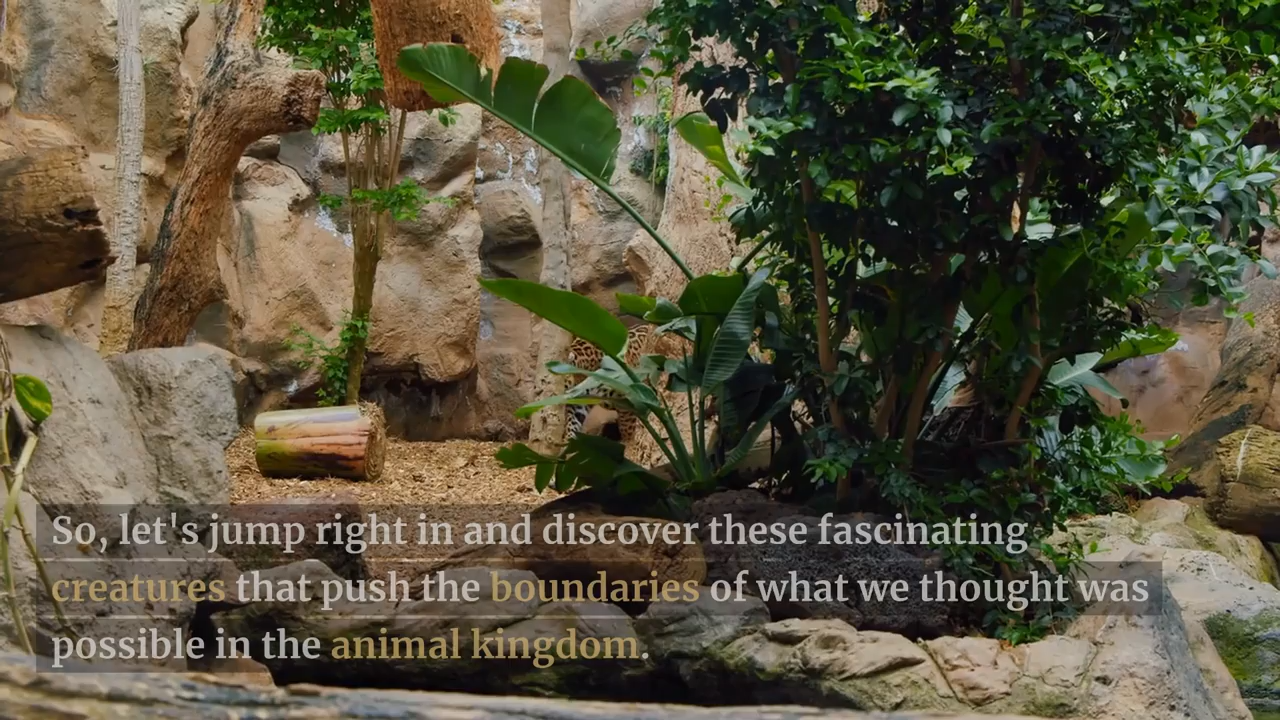 So, let's jump right in and discover these fascinating
creatures that push the boundaries of what we thought was
possible in the animal kingdom.